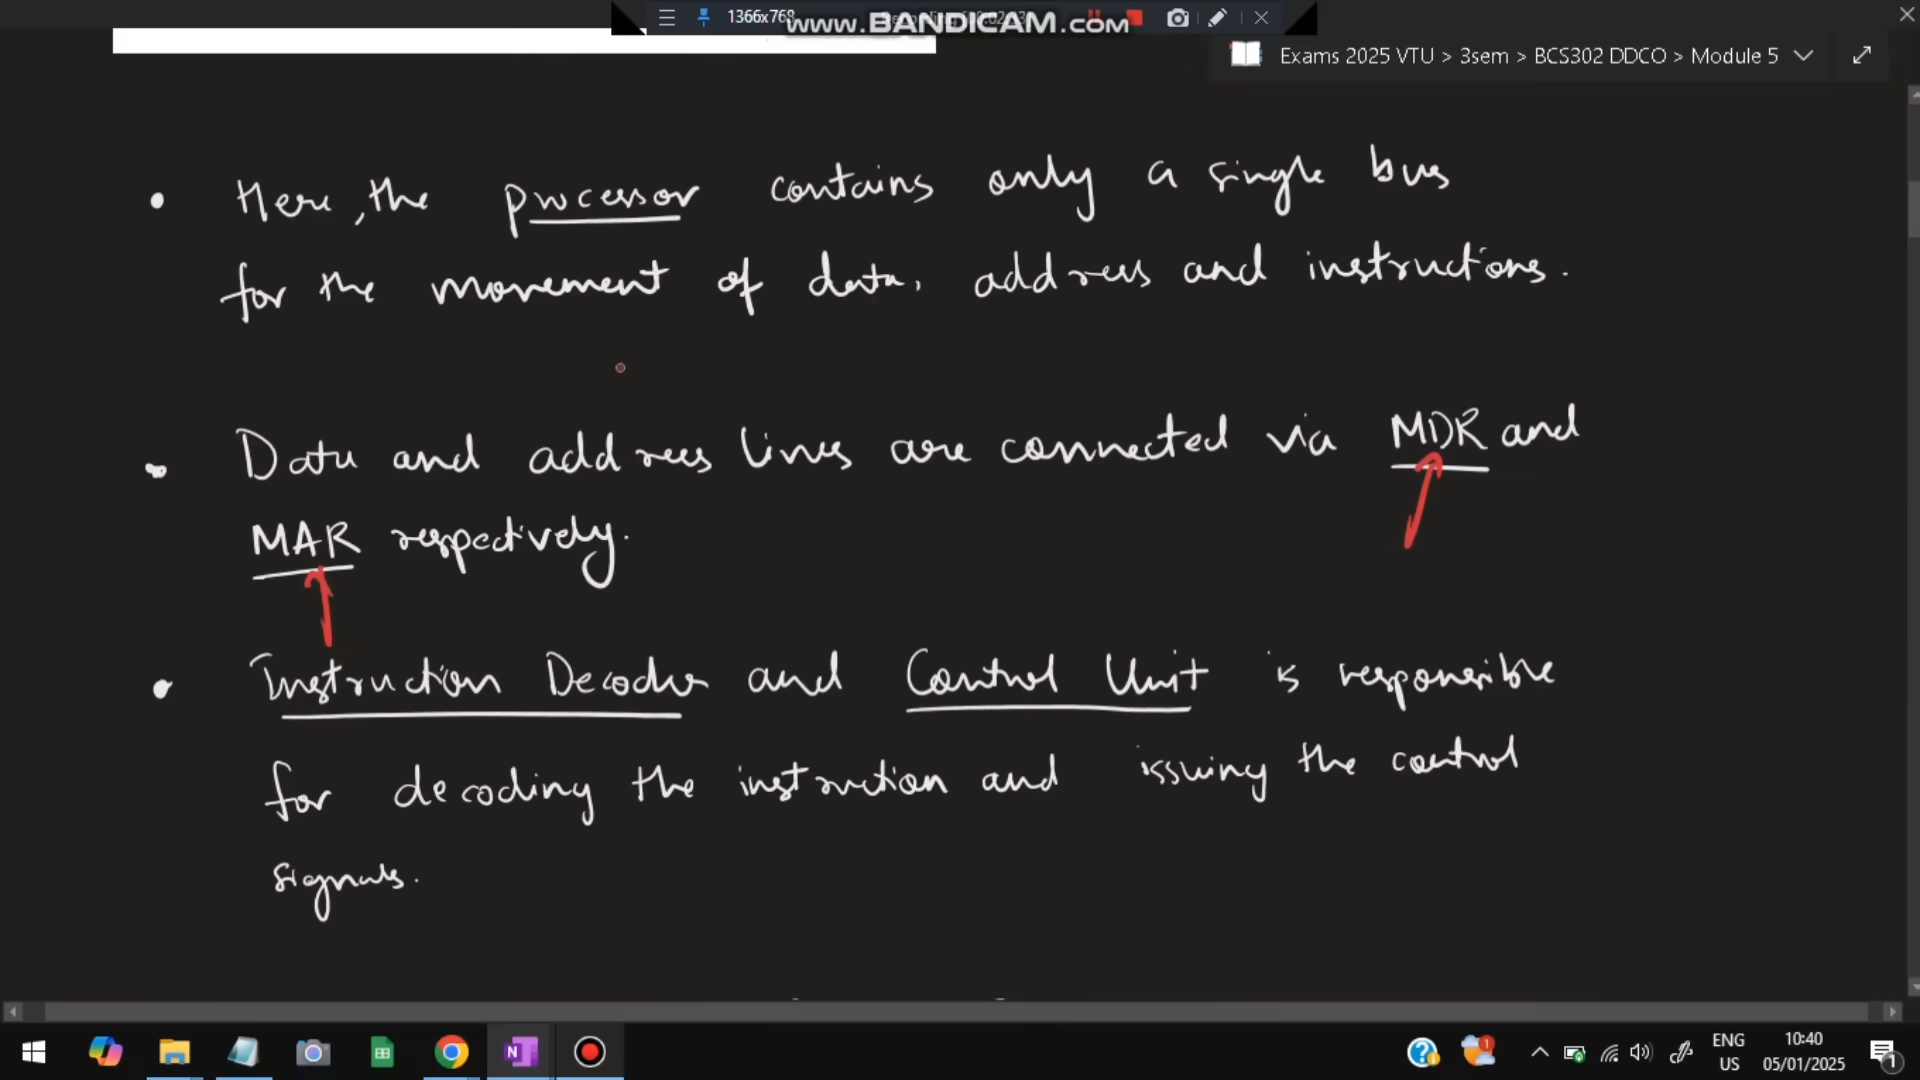 1366x768
www.BANDICAM.com
Exams 2025 VTU > 3sem > BCS302 DDCO > Module 5
• Here, the processor contains only a single bus
for the movement of data, address and instructions.
• Data and address lines are connected via MDR and
MAR respectively.
• Instruction Decoder and Control Unit is responsible
for decoding the instruction and issuing the control
signals.
ENG
US
10:40
05/01/2025